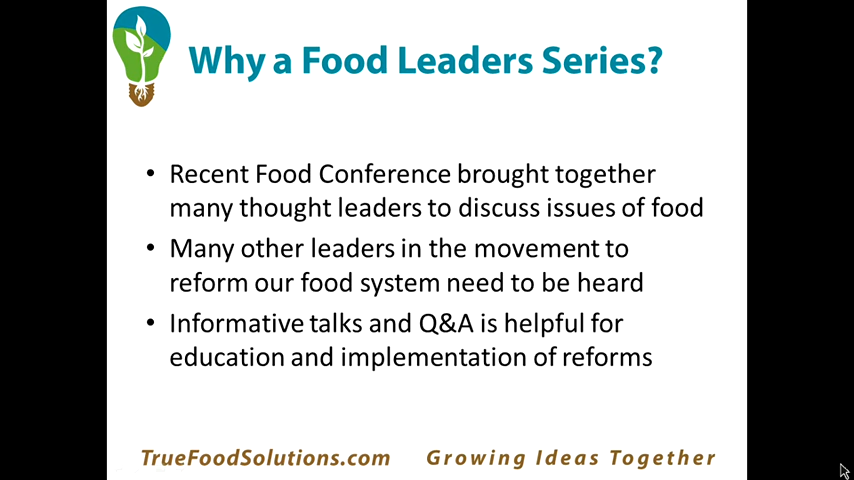 Why a Food Leaders Series?
• Recent Food Conference brought together
many thought leaders to discuss issues of food
• Many other leaders in the movement to
reform our food system need to be heard
• Informative talks and Q&A is helpful for
education and implementation of reforms
TrueFoodSolutions.com Growing Ideas Together